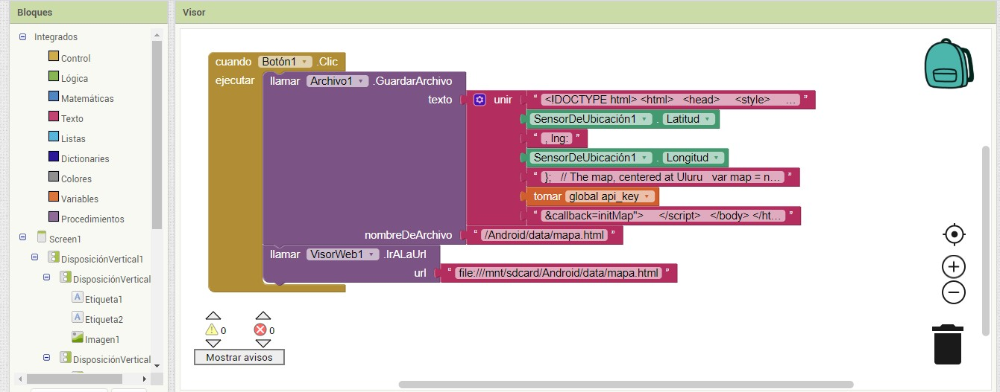 Bloques
Integrados
Control
Lógica
Matemáticas
Texto
Listas
Dictionaries
Colores
Variables
Procedimientos
Screen1
DisposiciónVertical1
DisposiciónVertical
A Etiqueta1
A Etiqueta2
Imagen1
DisposiciónVertical
Visor
cuando Botón1 .Clic
ejecutar llamar Archivo1 .GuardarArchivo
texto unir “ <!DOCTYPE html> <html> <head> <style> ... ”
SensorDeUbicación1 . Latitud
“ , lng: ”
SensorDeUbicación1 . Longitud
“ }; // The map, centered at Uluru var map = n... ”
tomar global api_key
“ &callback=initMap"> </script> </body> </ht... ”
nombreDeArchivo “ /Android/data/mapa.html ”
llamar VisorWeb1 .IrALaUrl
url “ file:///mnt/sdcard/Android/data/mapa.html ”
0 0
Mostrar avisos